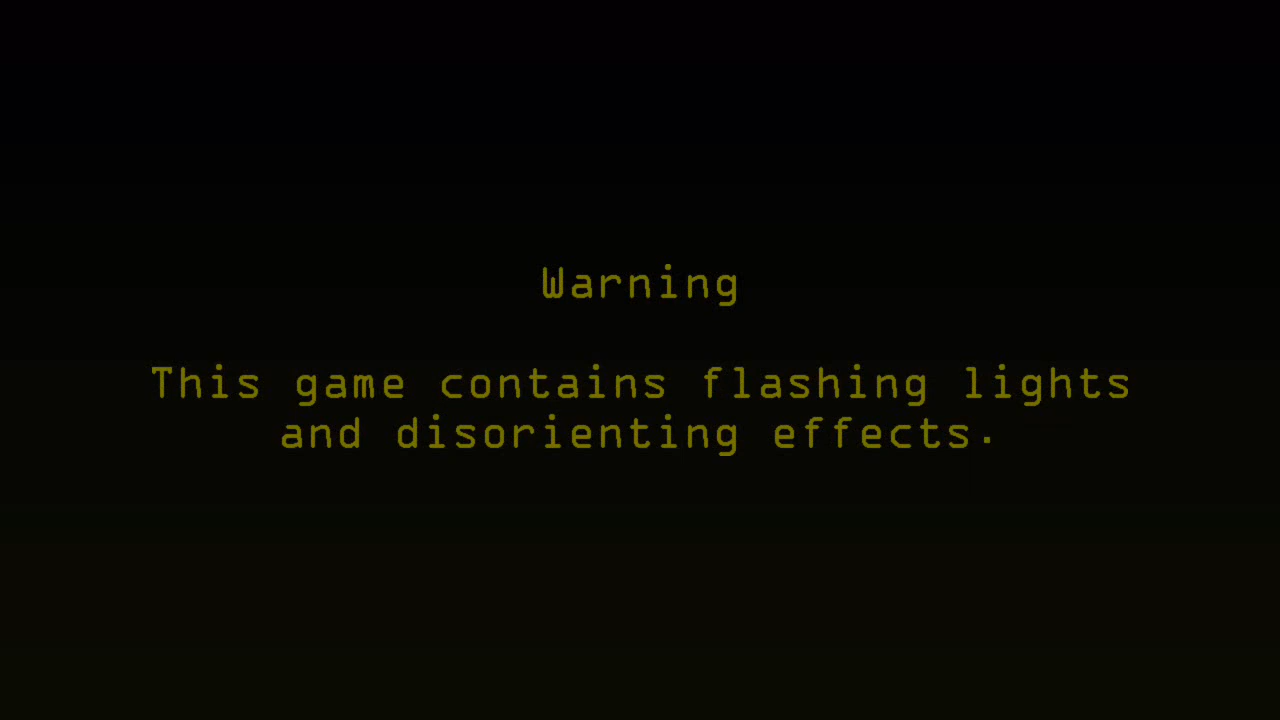 Warning
This game contains flashing lights
and disorienting effects.